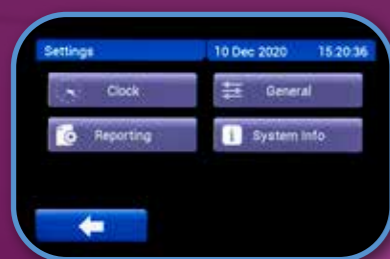 Settings 10 Dec 2020 15:20:36
Clock General
Reporting System Info